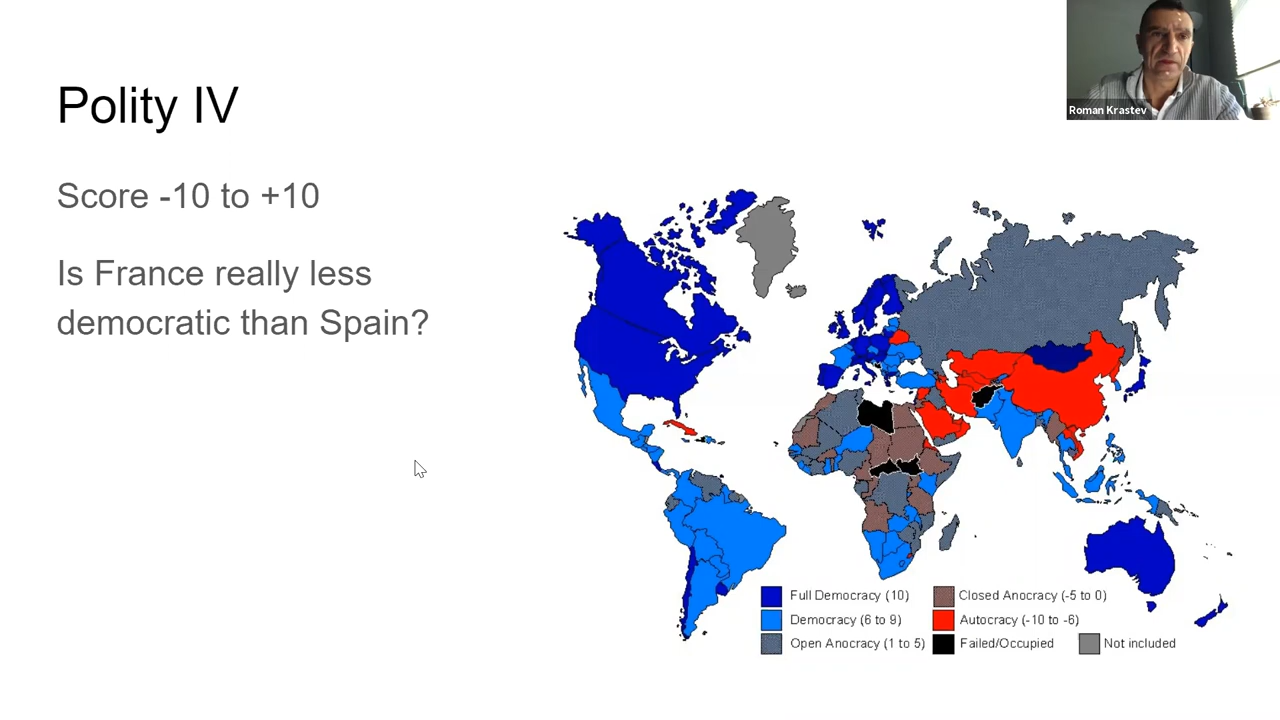 Polity IV
Roman Krastev
Score -10 to +10
Is France really less
democratic than Spain?
Full Democracy (10)
Democracy (6 to 9)
Open Anocracy (1 to 5)
Closed Anocracy (-5 to 0)
Autocracy (-10 to -6)
Failed/Occupied
Not included